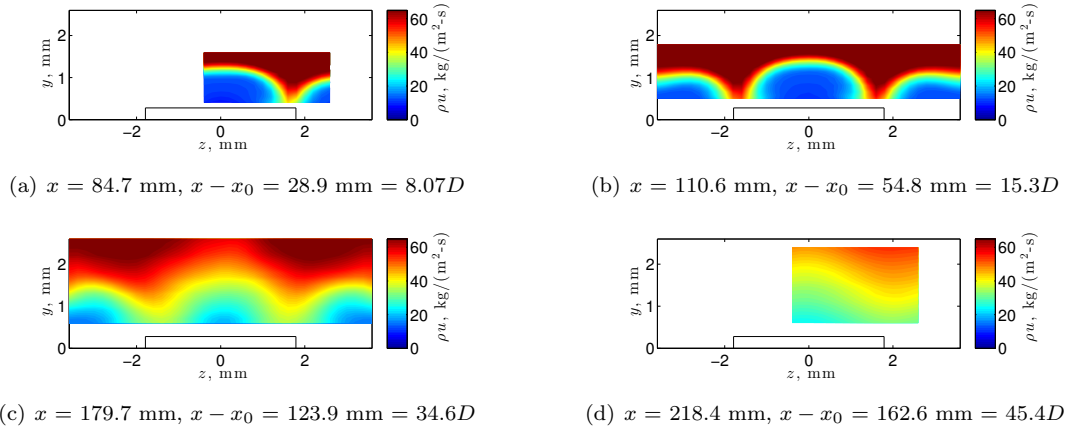 2
1
0
y, mm
−2
0
2
z, mm
60
40
20
0
ρu, kg/(m²-s)
2
1
0
y, mm
−2
0
2
z, mm
60
40
20
0
ρu, kg/(m²-s)
(a) x = 84.7 mm, x − x₀ = 28.9 mm = 8.07D
(b) x = 110.6 mm, x − x₀ = 54.8 mm = 15.3D
2
1
0
y, mm
−2
0
2
z, mm
60
40
20
0
ρu, kg/(m²-s)
2
1
0
y, mm
−2
0
2
z, mm
60
40
20
0
ρu, kg/(m²-s)
(c) x = 179.7 mm, x − x₀ = 123.9 mm = 34.6D
(d) x = 218.4 mm, x − x₀ = 162.6 mm = 45.4D